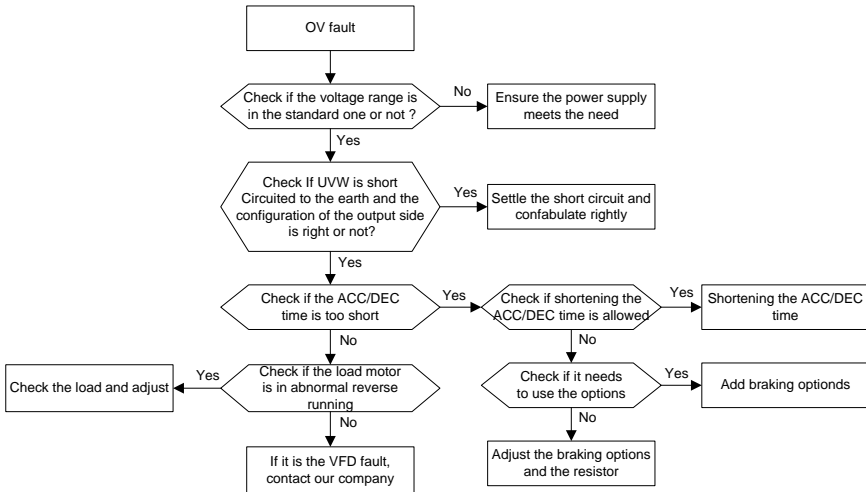 OV fault
Check if the voltage range is
in the standard one or not ?
No
Ensure the power supply
meets the need
Yes
Check If UVW is short
Circuited to the earth and the
configuration of the output side
is right or not?
Yes
Settle the short circuit and
confabulate rightly
Yes
Check if the ACC/DEC
time is too short
Yes
Check if shortening the
ACC/DEC time is allowed
Yes
Shortening the ACC/DEC
time
No
No
Check the load and adjust
Yes
Check if the load motor
is in abnormal reverse
running
Check if it needs
to use the options
Yes
Add braking optionds
No
No
If it is the VFD fault,
contact our company
Adjust the braking options
and the resistor